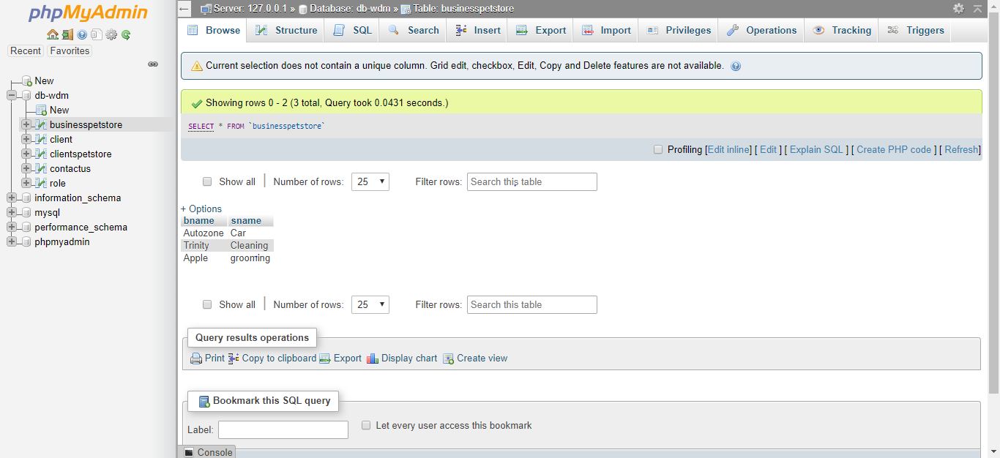 phpMyAdmin
Recent Favorites
New
db-wdm
New
businesspetstore
client
clientspetstore
contactus
role
information_schema
mysql
performance_schema
phpmyadmin
Server: 127.0.0.1 » Database: db-wdm » Table: businesspetstore
Browse Structure SQL Search Insert Export Import Privileges Operations Tracking Triggers
Current selection does not contain a unique column. Grid edit, checkbox, Edit, Copy and Delete features are not available.
Showing rows 0 - 2 (3 total, Query took 0.0431 seconds.)
SELECT * FROM `businesspetstore`
Profiling [Edit inline] [ Edit ] [ Explain SQL ] [ Create PHP code ] [ Refresh]
Show all | Number of rows: 25 Filter rows: Search this table
+ Options
bname sname
Autozone Car
Trinity Cleaning
Apple grooming
Show all | Number of rows: 25 Filter rows: Search this table
Query results operations
Print Copy to clipboard Export Display chart Create view
Bookmark this SQL query
Label: Let every user access this bookmark
Console